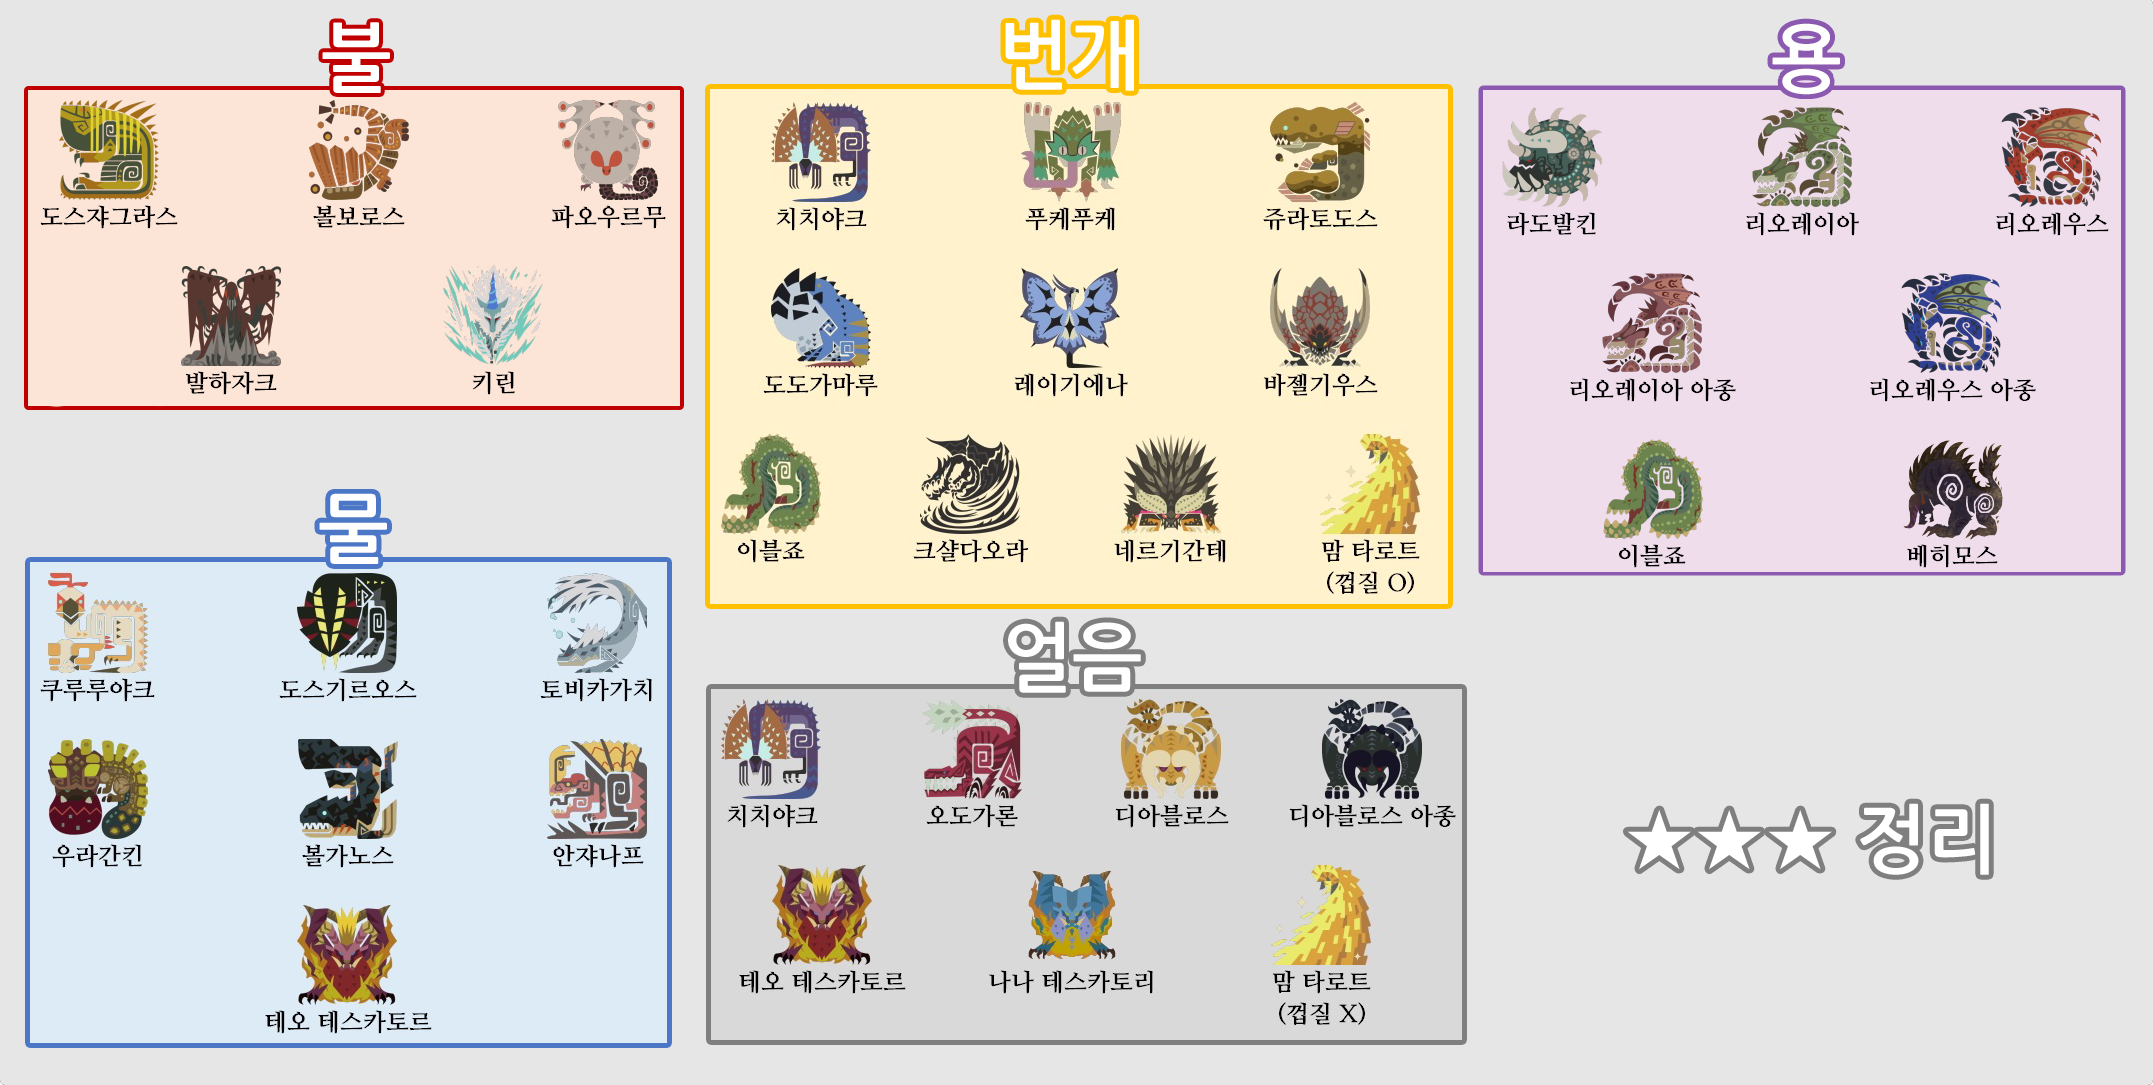 불
도스쟈그라스
볼보로스
파오우르무
발하자크
키린
번개
치치야크
푸케푸케
쥬라토도스
도도가마루
레이기에나
바젤기우스
이블죠
크샬다오라
네르기간테
맘 타로트
(껍질 O)
용
라도발킨
리오레이아
리오레우스
리오레이아 아종
리오레우스 아종
이블죠
베히모스
물
쿠루루야크
도스기르오스
토비카가치
우라간킨
볼가노스
안쟈나프
테오 테스카토르
얼음
치치야크
오도가론
디아블로스
디아블로스 아종
테오 테스카토르
나나 테스카토리
맘 타로트
(껍질 X)
★★★ 정리